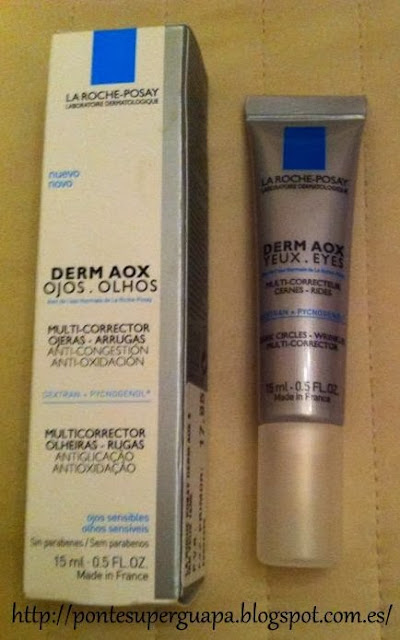 LA ROCHE-POSAY
LABORATOIRE DERMATOLOGIQUE
nuevo
novo
DERM AOX
OJOS . OLHOS
MULTI-CORRECTOR
OJERAS - ARRUGAS
ANTI-CONGESTIÓN
ANTI-OXIDACIÓN
DEXTRAN + PYCNOGENOL®
MULTICORRECTOR
OLHEIRAS - RUGAS
ANTIGLICAÇÃO
ANTIOXIDAÇÃO
ojos sensibles
olhos sensíveis
Sin parabenes / Sem parabenos
15 ml - 0.5 FL.OZ.
Made in France
LA ROCHE-POSAY
LABORATOIRE DERMATOLOGIQUE
DERM AOX
YEUX . EYES
MULTI-CORRECTEUR
CERNES - RIDES
DEXTRAN + PYCNOGENOL®
DARK CIRCLES - WRINKLES
MULTI-CORRECTOR
15 ml - 0.5 FL.OZ.
Made in France
http://pontesuperguapa.blogspot.com.es/